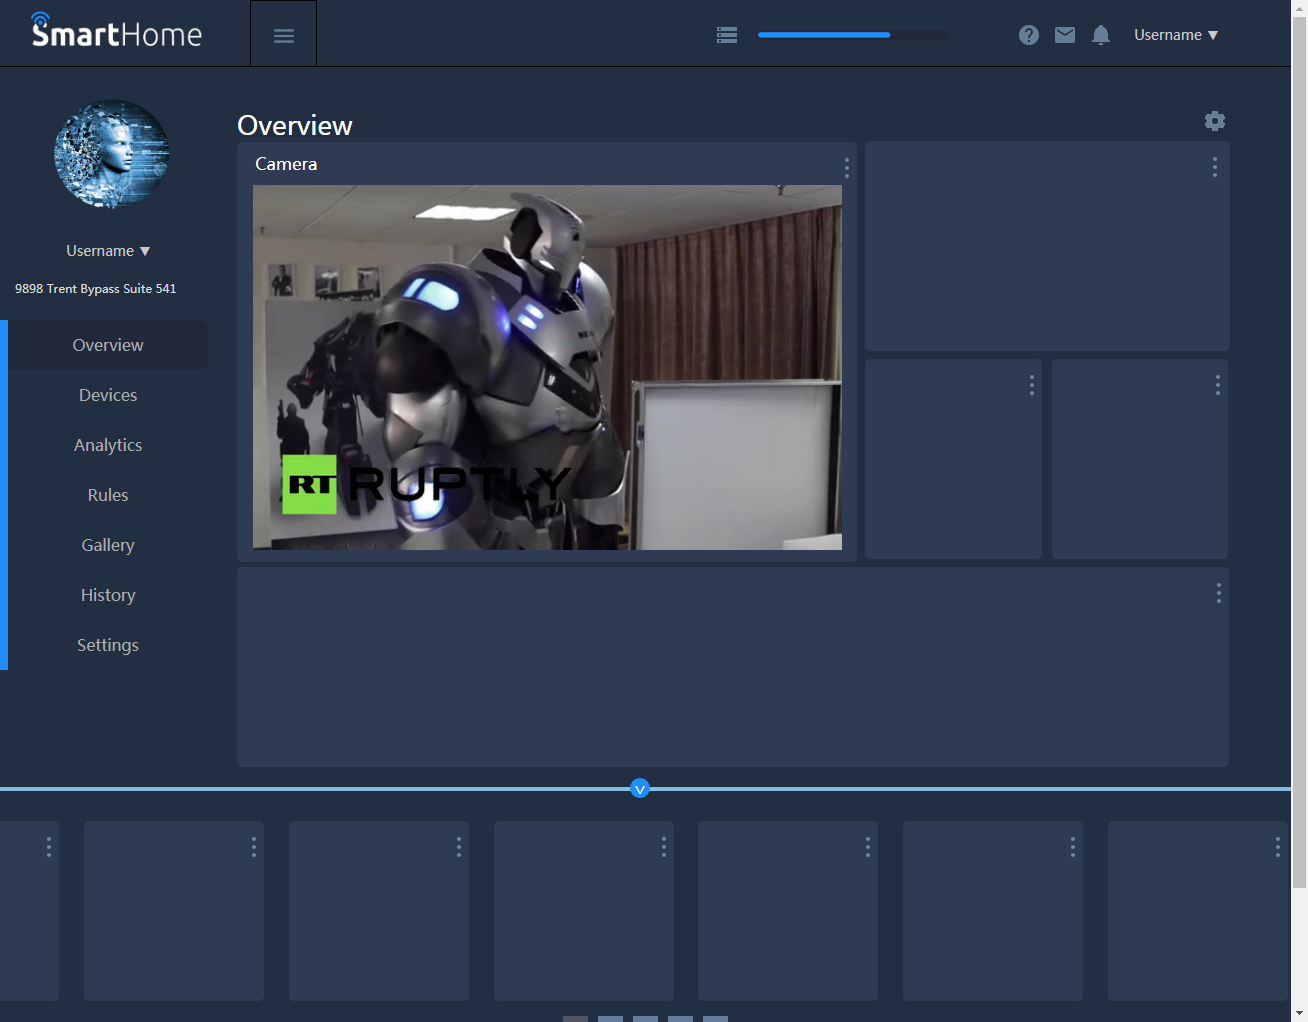 SmartHome
Username ▼
Username ▼
9898 Trent Bypass Suite 541
Overview
Devices
Analytics
Rules
Gallery
History
Settings
Overview
Camera
RT RUPTLY
V